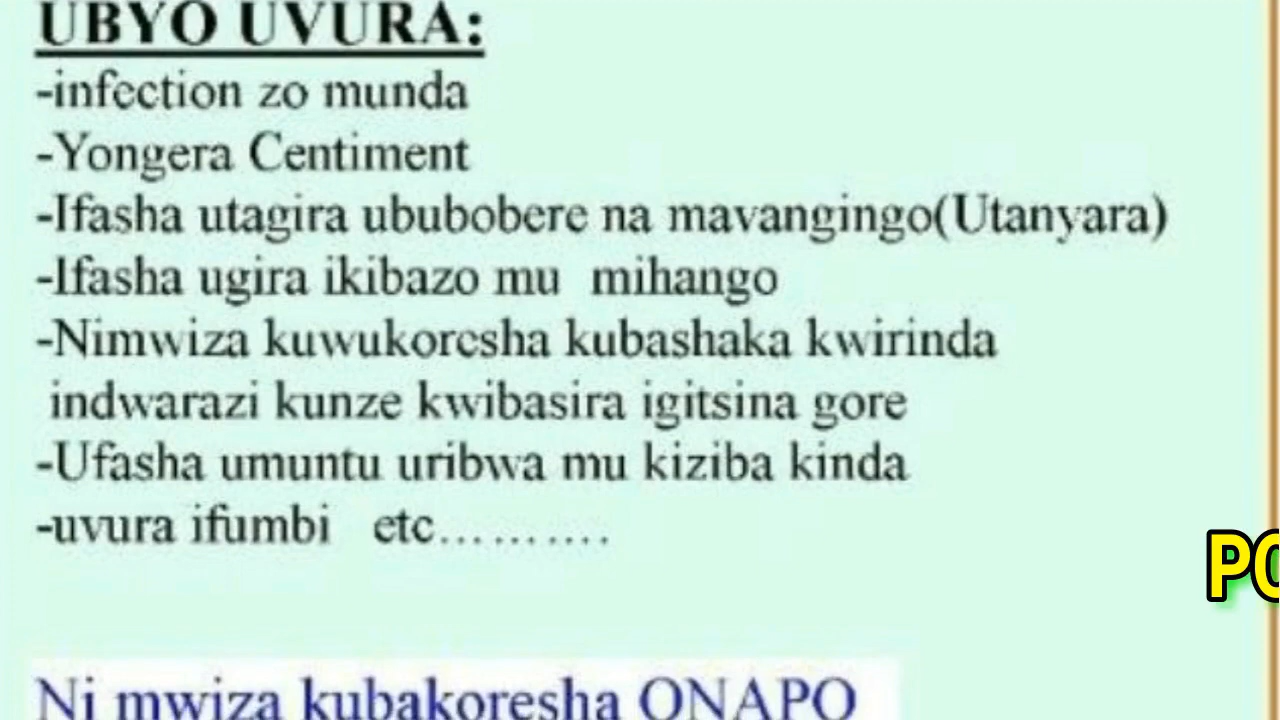 UBYO UVURA:
-infection zo munda
-Yongera Centiment
-Ifasha utagira ububobere na mavangingo(Utanyara)
-Ifasha ugira ikibazo mu mihango
-Nimwiza kuwukoresha kubashaka kwirinda
indwarazi kunze kwibasira igitsina gore
-Ufasha umuntu uribwa mu kiziba kinda
-uvura ifumbi etc..........
PO
Ni mwiza kubakoresha ONAPO